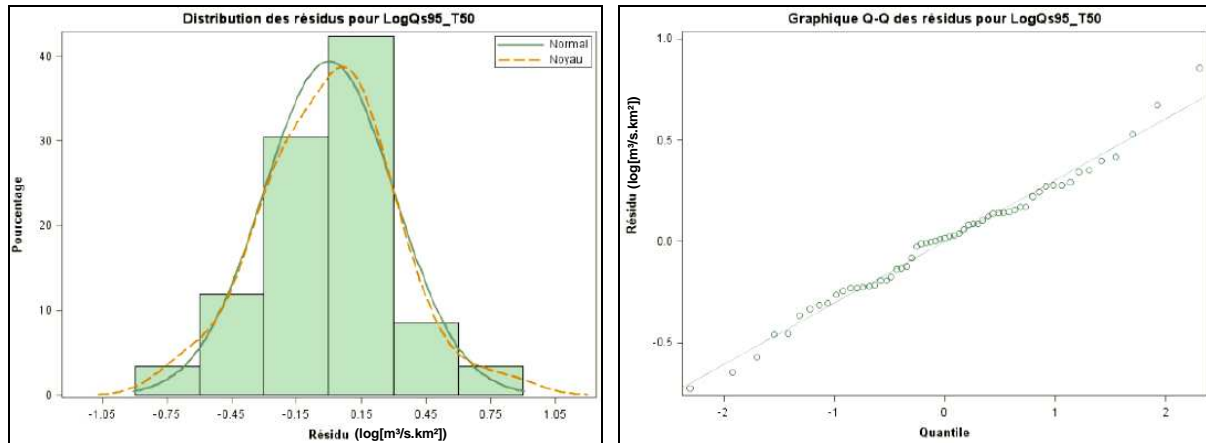 Distribution des résidus pour LogQs95_T50
Normal
Noyau
Pourcentage
40
30
20
10
0
-1.05
-0.75
-0.45
-0.15
0.15
0.45
0.75
1.05
Résidu (log[m³/s.km²])
Graphique Q-Q des résidus pour LogQs95_T50
Résidu (log[m³/s.km²])
1.0
0.5
0.0
-0.5
-2
-1
0
1
2
Quantile